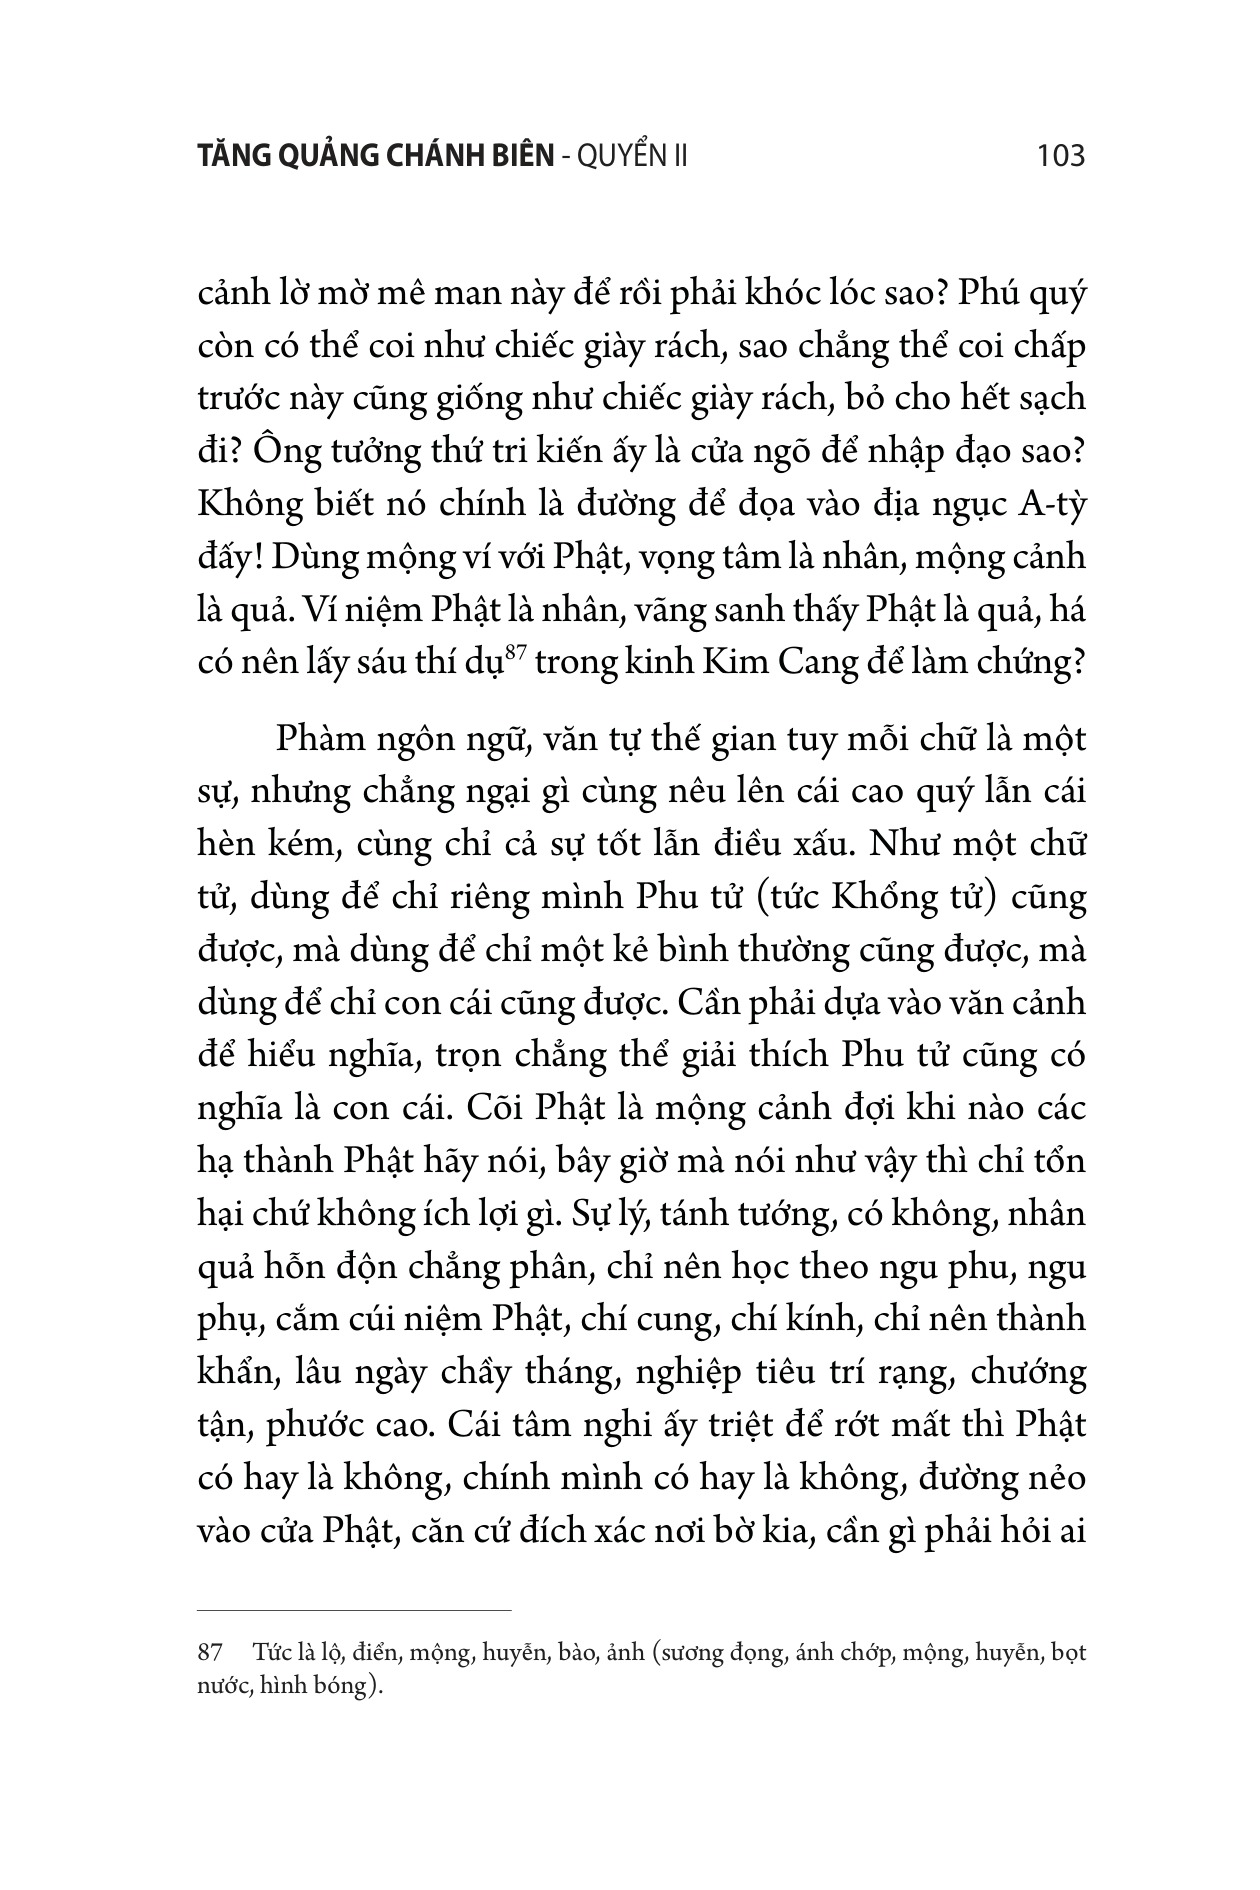 TĂNG QUẢNG CHÁNH BIÊN - QUYỂN II 103
cảnh lờ mờ mê man này để rồi phải khóc lóc sao? Phú quý
còn có thể coi như chiếc giày rách, sao chẳng thể coi chấp
trước này cũng giống như chiếc giày rách, bỏ cho hết sạch
đi? Ông tưởng thứ tri kiến ấy là cửa ngõ để nhập đạo sao?
Không biết nó chính là đường để đọa vào địa ngục A-tỳ
đấy! Dùng mộng ví với Phật, vọng tâm là nhân, mộng cảnh
là quả. Ví niệm Phật là nhân, vãng sanh thấy Phật là quả, há
có nên lấy sáu thí dụ87 trong kinh Kim Cang để làm chứng?
Phàm ngôn ngữ, văn tự thế gian tuy mỗi chữ là một
sự, nhưng chẳng ngại gì cùng nêu lên cái cao quý lẫn cái
hèn kém, cùng chỉ cả sự tốt lẫn điều xấu. Như một chữ
tử, dùng để chỉ riêng mình Phu tử (tức Khổng tử) cũng
được, mà dùng để chỉ một kẻ bình thường cũng được, mà
dùng để chỉ con cái cũng được. Cần phải dựa vào văn cảnh
để hiểu nghĩa, trọn chẳng thể giải thích Phu tử cũng có
nghĩa là con cái. Cõi Phật là mộng cảnh đợi khi nào các
hạ thành Phật hãy nói, bây giờ mà nói như vậy thì chỉ tổn
hại chứ không ích lợi gì. Sự lý, tánh tướng, có không, nhân
quả hỗn độn chẳng phân, chỉ nên học theo ngu phu, ngu
phụ, cắm cúi niệm Phật, chí cung, chí kính, chỉ nên thành
khẩn, lâu ngày chầy tháng, nghiệp tiêu trí rạng, chướng
tận, phước cao. Cái tâm nghi ấy triệt để rớt mất thì Phật
có hay là không, chính mình có hay là không, đường nẻo
vào cửa Phật, căn cứ đích xác nơi bờ kia, cần gì phải hỏi ai
87 Tức là lộ, điển, mộng, huyễn, bào, ảnh (sương đọng, ánh chớp, mộng, huyễn, bọt
nước, hình bóng).